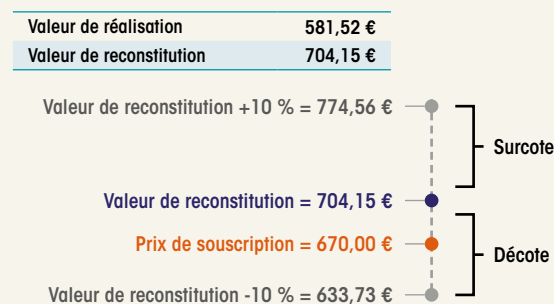 Valeur de réalisation 581,52 €
Valeur de reconstitution 704,15 €
Valeur de reconstitution +10 % = 774,56 €
Surcote
Valeur de reconstitution = 704,15 €
Prix de souscription = 670,00 €
Décote
Valeur de reconstitution -10 % = 633,73 €